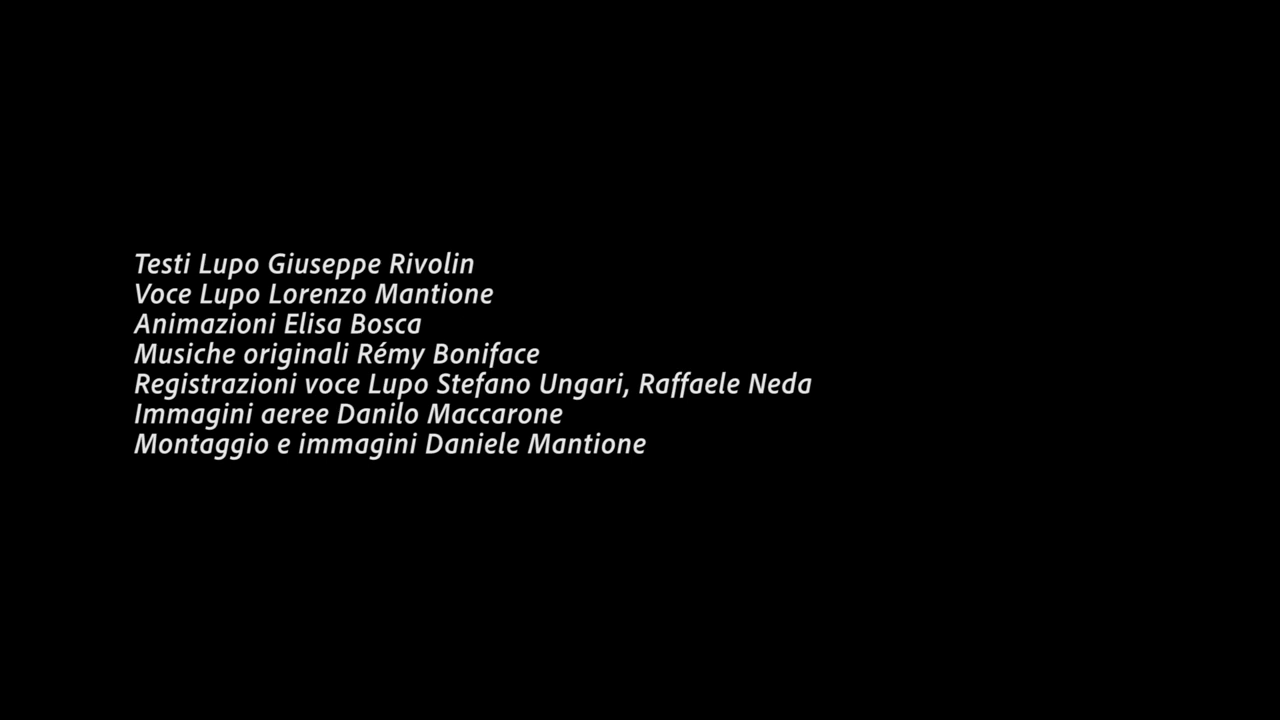 Testi Lupo Giuseppe Rivolin
Voce Lupo Lorenzo Mantione
Animazioni Elisa Bosca
Musiche originali Rémy Boniface
Registrazioni voce Lupo Stefano Ungari, Raffaele Neda
Immagini aeree Danilo Maccarone
Montaggio e immagini Daniele Mantione